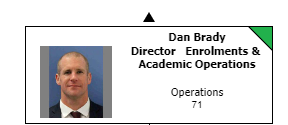 Dan Brady
Director   Enrolments &
Academic Operations
Operations
71